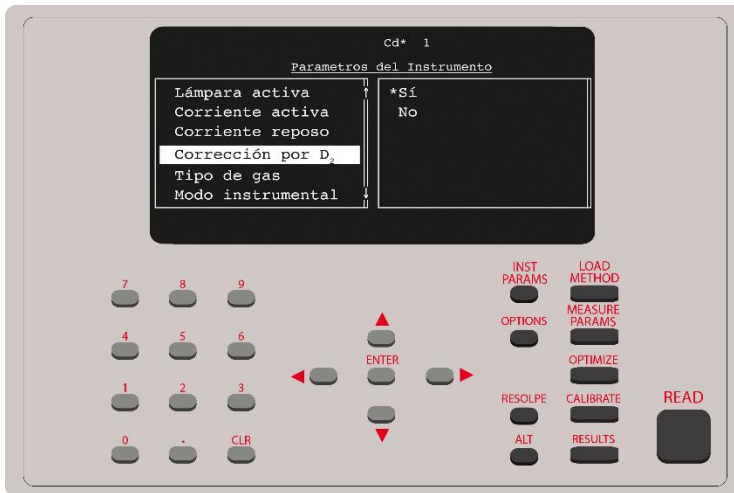 Cd* 1
Parametros del Instrumento
Lámpara activa
Corriente activa
Corriente reposo
Corrección por D₂
Tipo de gas
Modo instrumental
*Sí
No
7 8 9
4 5 6
1 2 3
0 . CLR
ENTER
INST
PARAMS
LOAD
METHOD
OPTIONS
MEASURE
PARAMS
OPTIMIZE
RESOLPE
CALIBRATE
ALT
RESULTS
READ